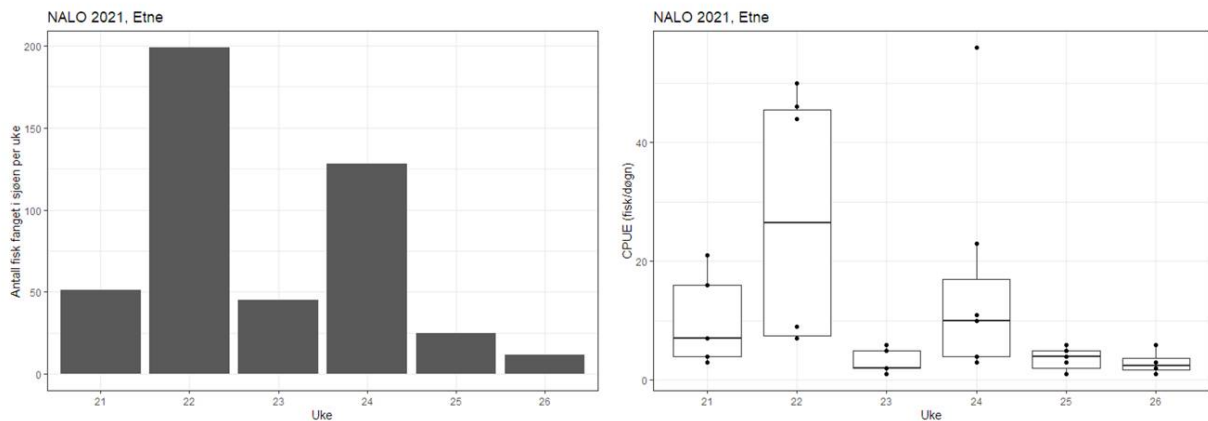 NALO 2021, Etne
Antall fisk fanget i sjøen per uke
200
150
100
50
0
21 22 23 24 25 26
Uke
NALO 2021, Etne
CPUE (fisk/døgn)
40
20
0
21 22 23 24 25 26
Uke